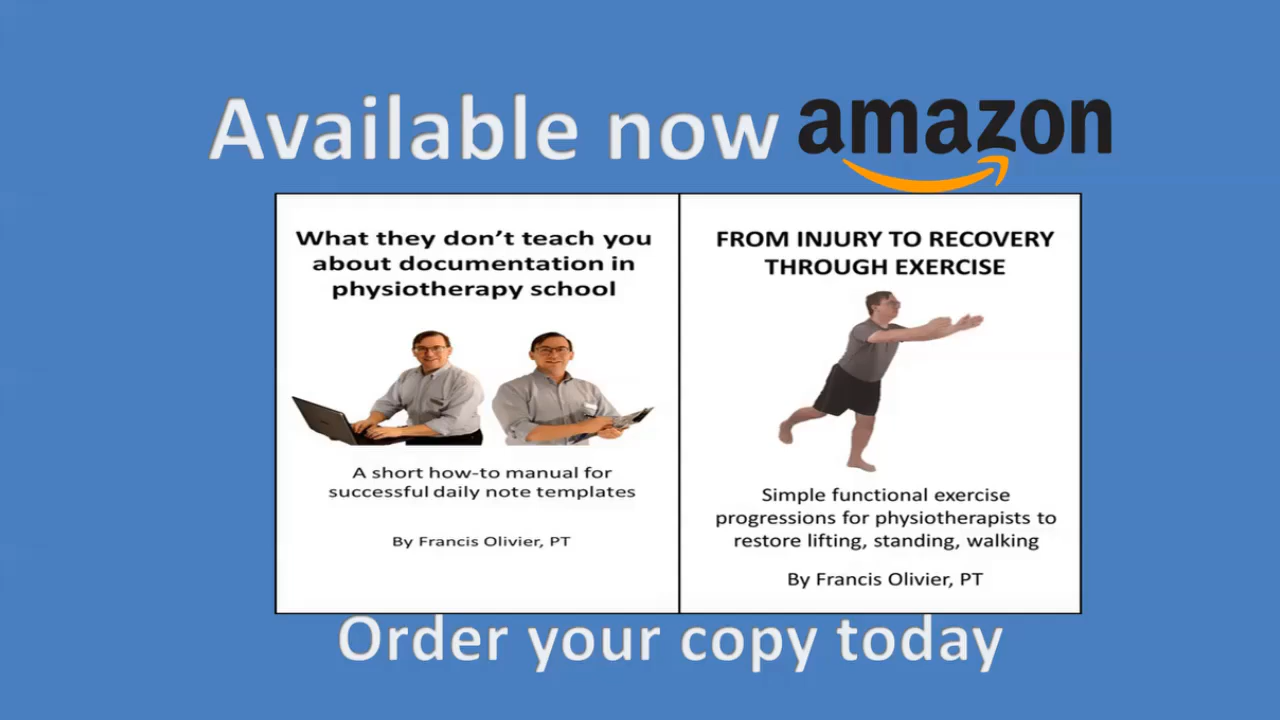 Available now amazon
What they don't teach you
about documentation in
physiotherapy school
A short how-to manual for
successful daily note templates
By Francis Olivier, PT
FROM INJURY TO RECOVERY
THROUGH EXERCISE
Simple functional exercise
progressions for physiotherapists to
restore lifting, standing, walking
By Francis Olivier, PT
Order your copy today